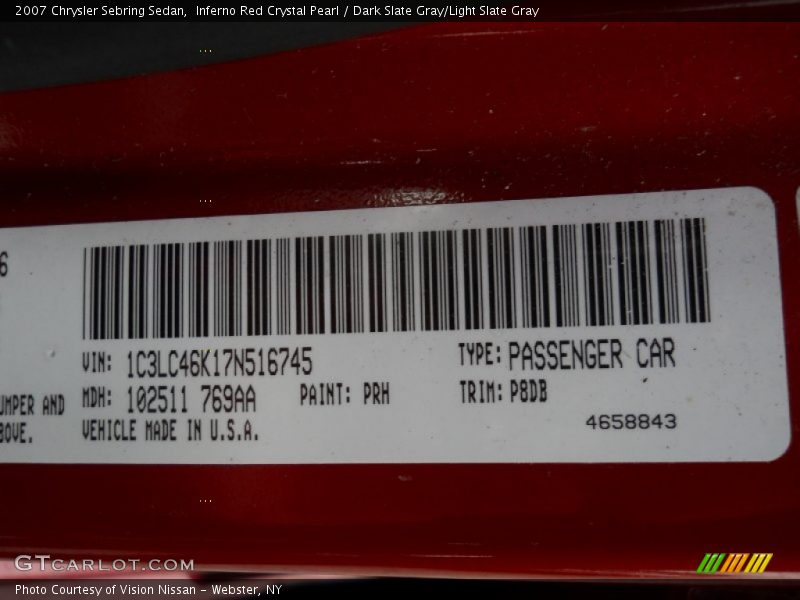 2007 Chrysler Sebring Sedan,  Inferno Red Crystal Pearl / Dark Slate Gray/Light Slate Gray
6
VIN: 1C3LC46K17N516745 TYPE: PASSENGER CAR
UMPER AND MDH: 102511 769AA PAINT: PRH TRIM: P8DB
BOVE. VEHICLE MADE IN U.S.A. 4658843
GTCARLOT.COM
Photo Courtesy of Vision Nissan - Webster, NY